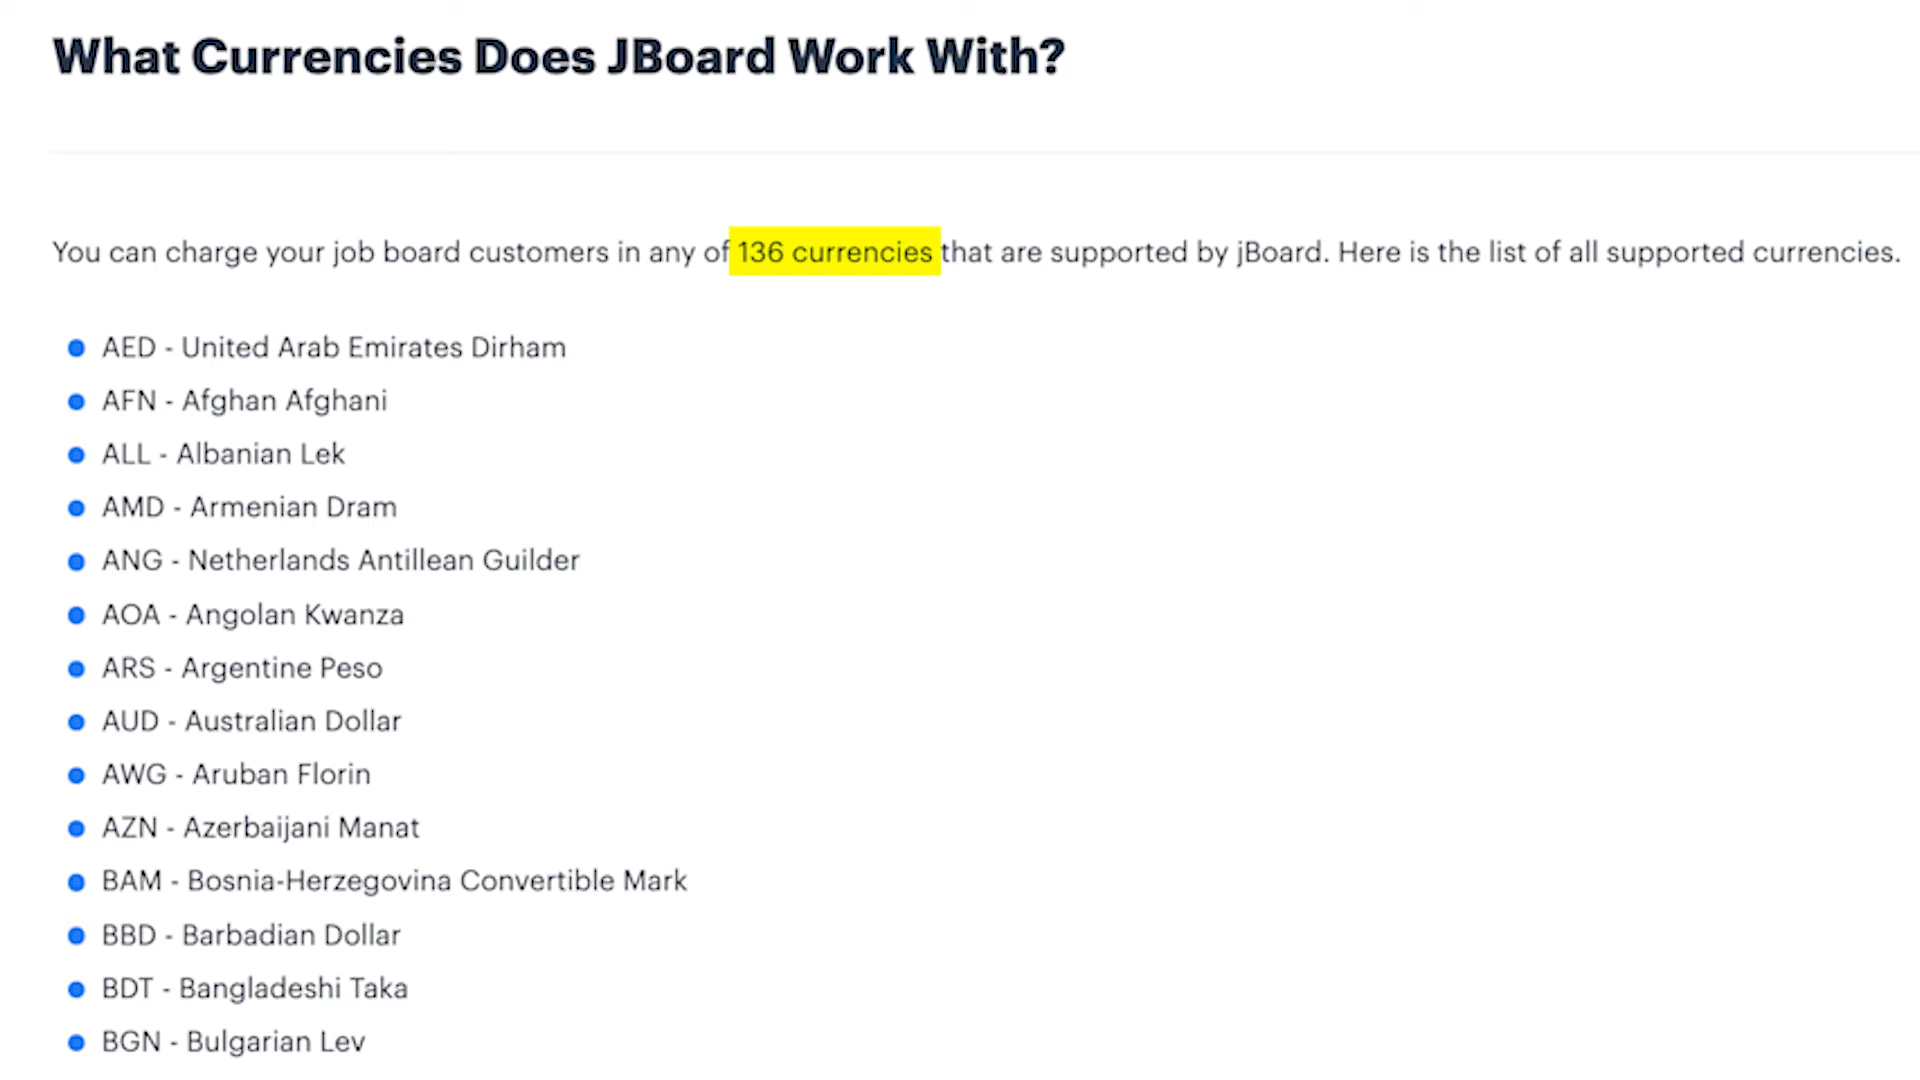 What Currencies Does JBoard Work With?
You can charge your job board customers in any of 136 currencies that are supported by jBoard. Here is the list of all supported currencies.
AED - United Arab Emirates Dirham
AFN - Afghan Afghani
ALL - Albanian Lek
AMD - Armenian Dram
ANG - Netherlands Antillean Guilder
AOA - Angolan Kwanza
ARS - Argentine Peso
AUD - Australian Dollar
AWG - Aruban Florin
AZN - Azerbaijani Manat
BAM - Bosnia-Herzegovina Convertible Mark
BBD - Barbadian Dollar
BDT - Bangladeshi Taka
BGN - Bulgarian Lev